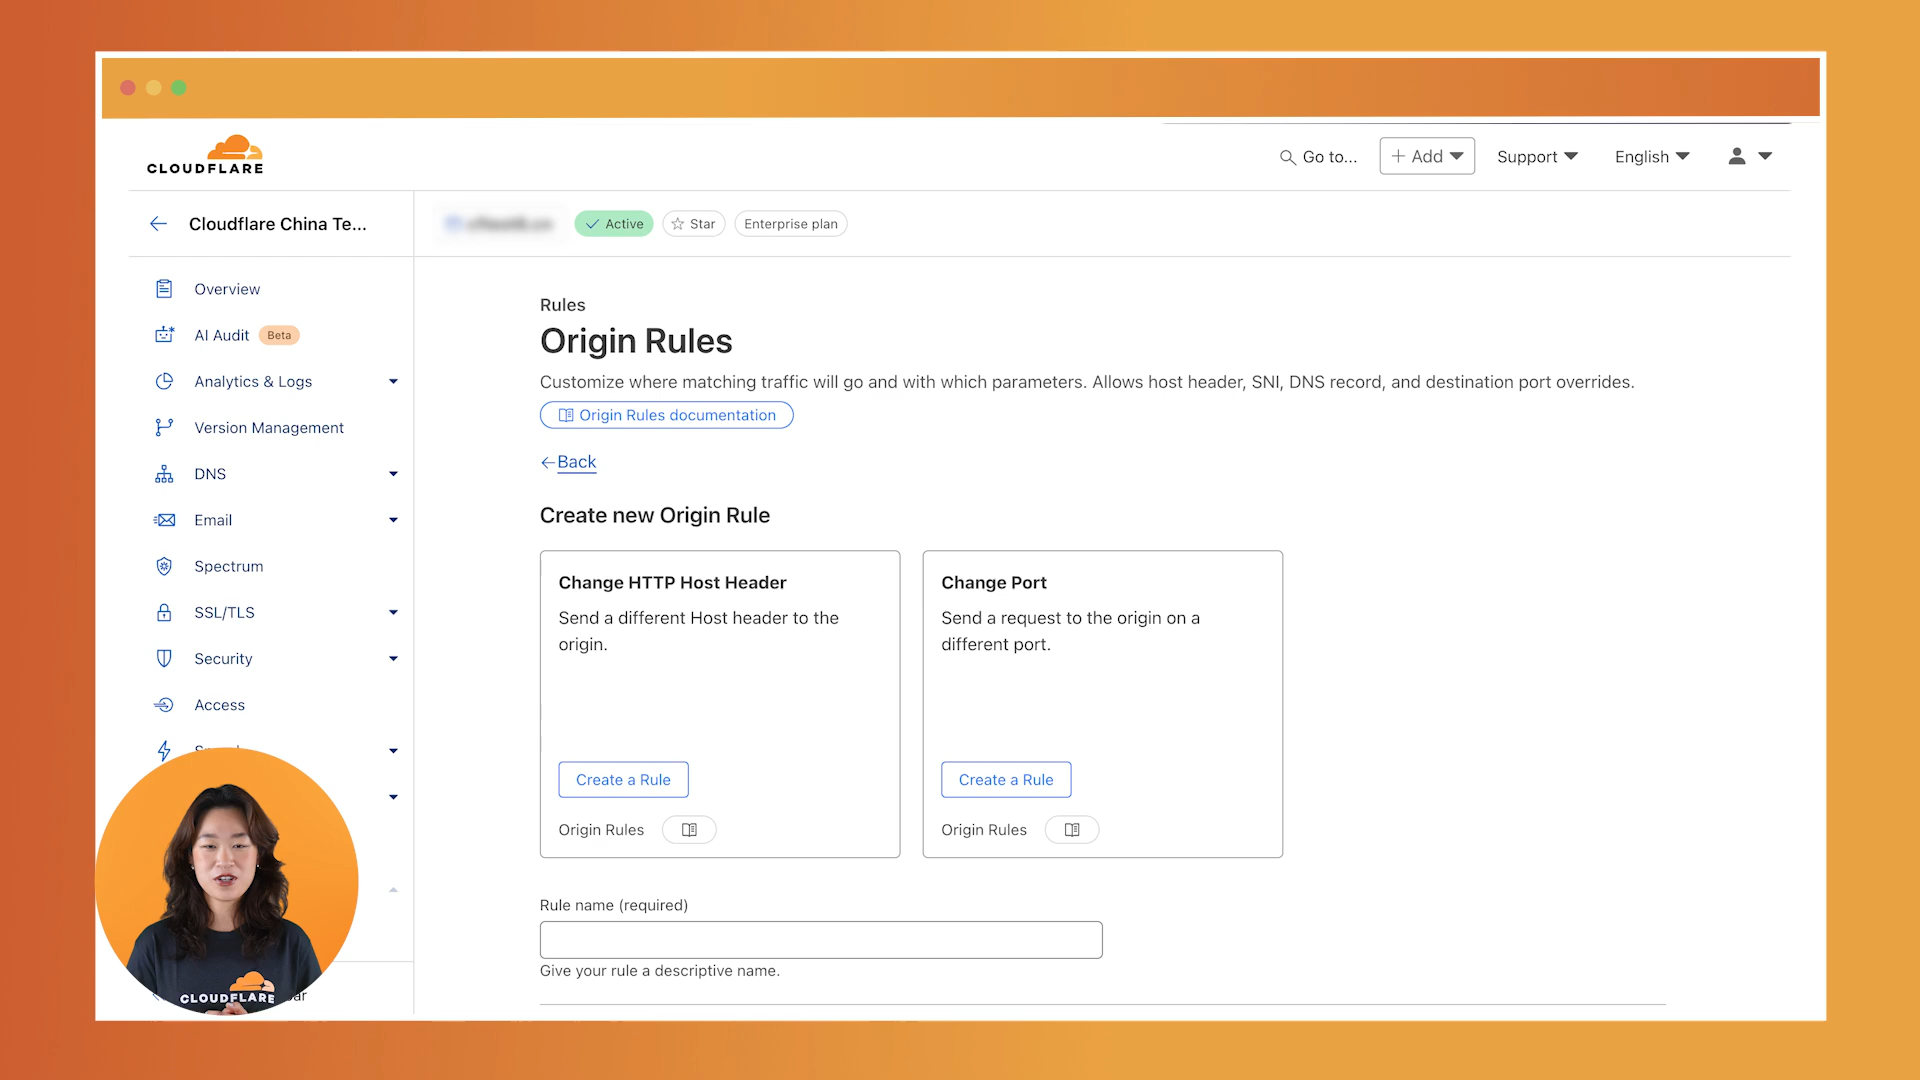 CLOUDFLARE
Go to...
+ Add
Support
English
Cloudflare China Te...
Active
Star
Enterprise plan
Overview
AI Audit Beta
Analytics & Logs
Version Management
DNS
Email
Spectrum
SSL/TLS
Security
Access
Rules
Origin Rules
Customize where matching traffic will go and with which parameters. Allows host header, SNI, DNS record, and destination port overrides.
Origin Rules documentation
←Back
Create new Origin Rule
Change HTTP Host Header
Send a different Host header to the
origin.
Create a Rule
Origin Rules
Change Port
Send a request to the origin on a
different port.
Create a Rule
Origin Rules
Rule name (required)
Give your rule a descriptive name.
CLOUDFLARE